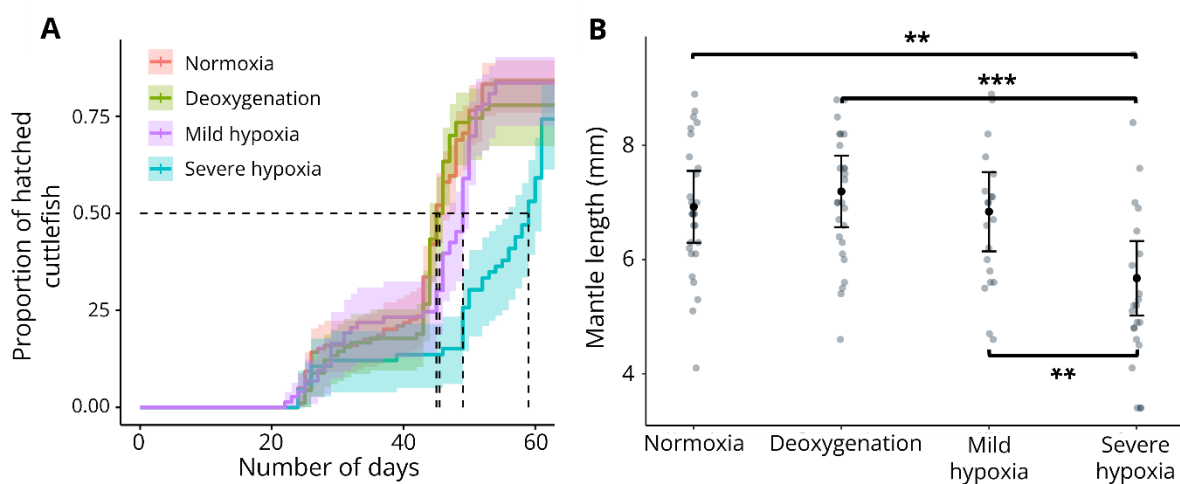 A
Normoxia
Deoxygenation
Mild hypoxia
Severe hypoxia
Proportion of hatched
cuttlefish
0.75
0.50
25
0.00
0
20
40
60
Number of days
B
**
***
**
Mantle length (mm)
8
6
4
Normoxia
Deoxygenation
Mild
hypoxia
Severe
hypoxia